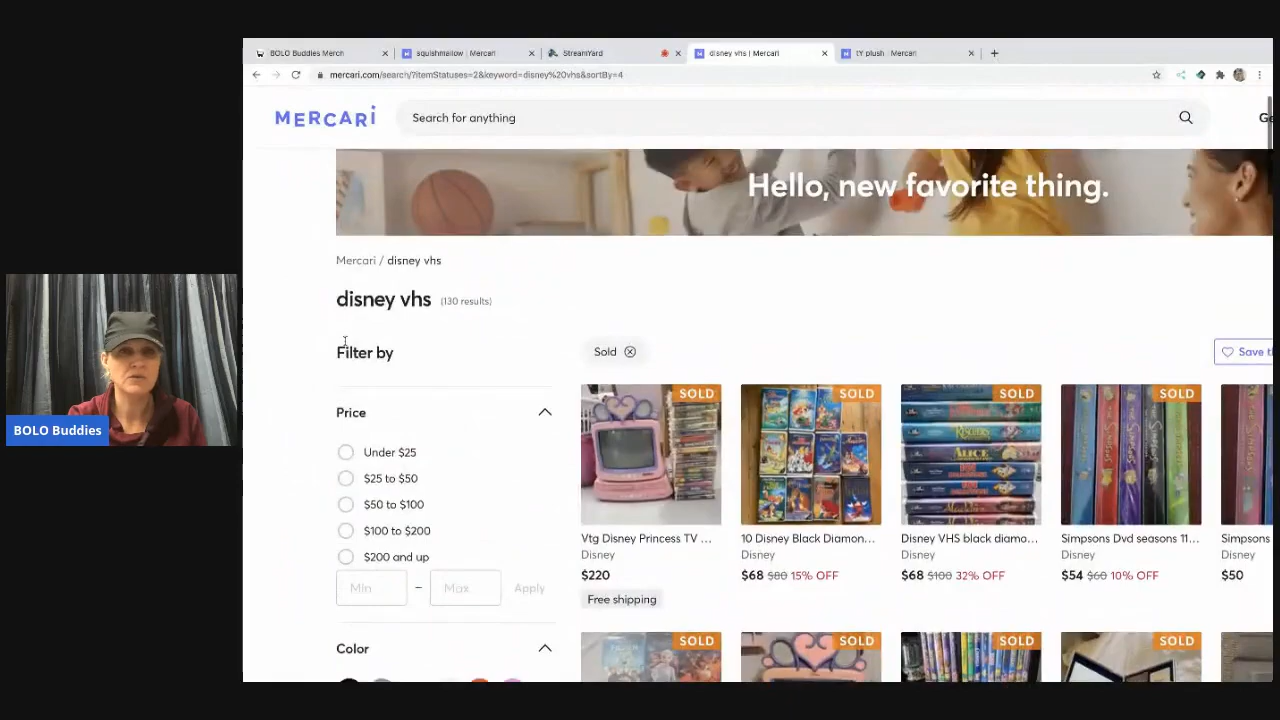 BOLO Buddies Merch
squishmallow | Mercari
StreamYard
disney vhs | Mercari
TY plush | Mercari
mercari.com/search/?itemStatuses=2&keyword=disney%20vhs&sortBy=4
MERCARI
Search for anything
Hello, new favorite thing.
Mercari / disney vhs
disney vhs (130 results)
Filter by
Sold
Save
Price
Under $25
$25 to $50
$50 to $100
$100 to $200
$200 and up
Min – Max Apply
Color
SOLD SOLD SOLD SOLD
Vtg Disney Princess TV ...
Disney
$220
Free shipping
10 Disney Black Diamon...
Disney
$68 $80 15% OFF
Disney VHS black diamo...
Disney
$68 $100 32% OFF
Simpsons Dvd seasons 11...
Disney
$54 $60 10% OFF
Simpsons
Disney
$50
SOLD SOLD SOLD SOLD
BOLO Buddies